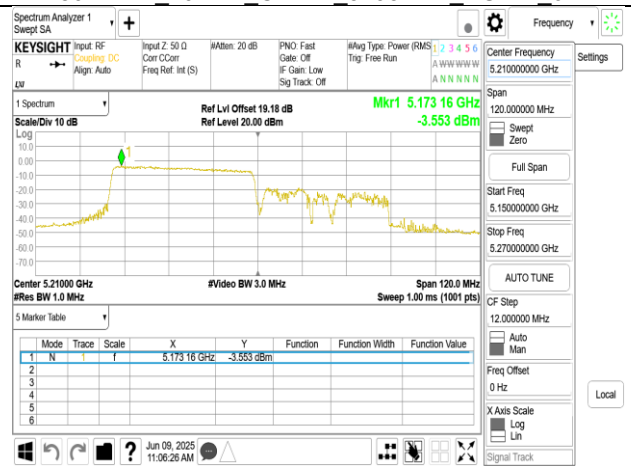 Spectrum Analyzer 1
Swept SA
+
Frequency
KEYSIGHT
R
LXI
Input: RF
Coupling: DC
Align: Auto
Input Z: 50 Ω
Corr CCorr
Freq Ref: Int (S)
#Atten: 20 dB
PNO: Fast
Gate: Off
IF Gain: Low
Sig Track: Off
#Avg Type: Power (RMS
Trig: Free Run
1 2 3 4 5 6
A W W W W W
A N N N N N
Center Frequency
5.210000000 GHz
Settings
Span
120.000000 MHz
Swept
Zero
Full Span
Start Freq
5.150000000 GHz
Stop Freq
5.270000000 GHz
AUTO TUNE
CF Step
12.000000 MHz
Auto
Man
Freq Offset
0 Hz
Local
X Axis Scale
Log
Lin
Signal Track
1 Spectrum
Scale/Div 10 dB
Ref Lvl Offset 19.18 dB
Ref Level 20.00 dBm
Mkr1 5.173 16 GHz
-3.553 dBm
Log
10.0
0.00
-10.0
-20.0
-30.0
-40.0
-50.0
-60.0
-70.0
1
Center 5.21000 GHz
#Video BW 3.0 MHz
Span 120.0 MHz
#Res BW 1.0 MHz
Sweep 1.00 ms (1001 pts)
5 Marker Table
Mode Trace Scale X Y Function Function Width Function Value
1 N 1 f 5.173 16 GHz -3.553 dBm
2
3
4
5
6
?
Jun 09, 2025
11:06:26 AM